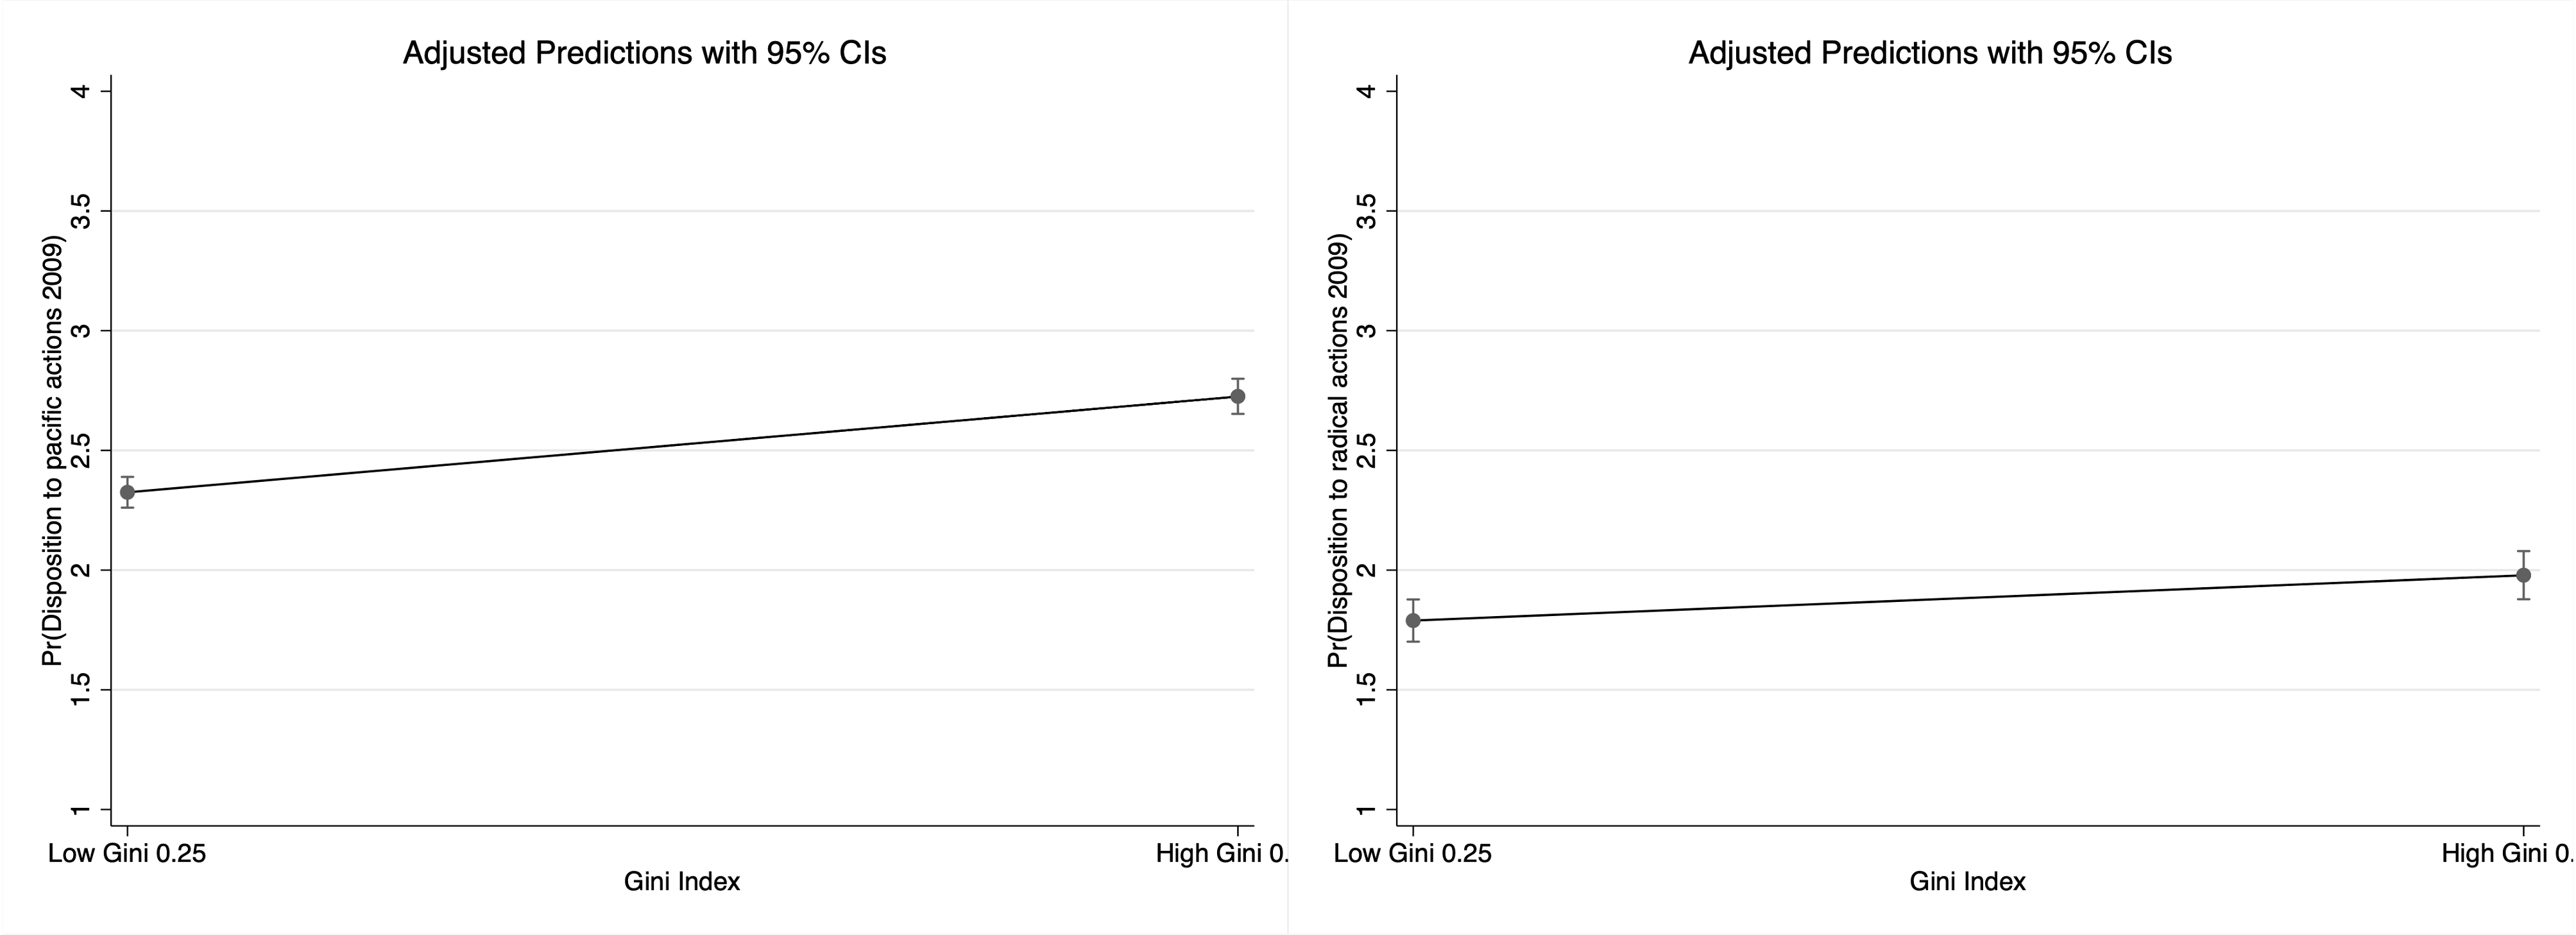 Adjusted Predictions with 95% CIs
Pr(Disposition to pacific actions 2009)
4
3.5
3
2.5
2
1.5
1
Low Gini 0.25
High Gini 0.
Gini Index
Adjusted Predictions with 95% CIs
Pr(Disposition to radical actions 2009)
4
3.5
3
2.5
2
1.5
1
Low Gini 0.25
High Gini 0.
Gini Index